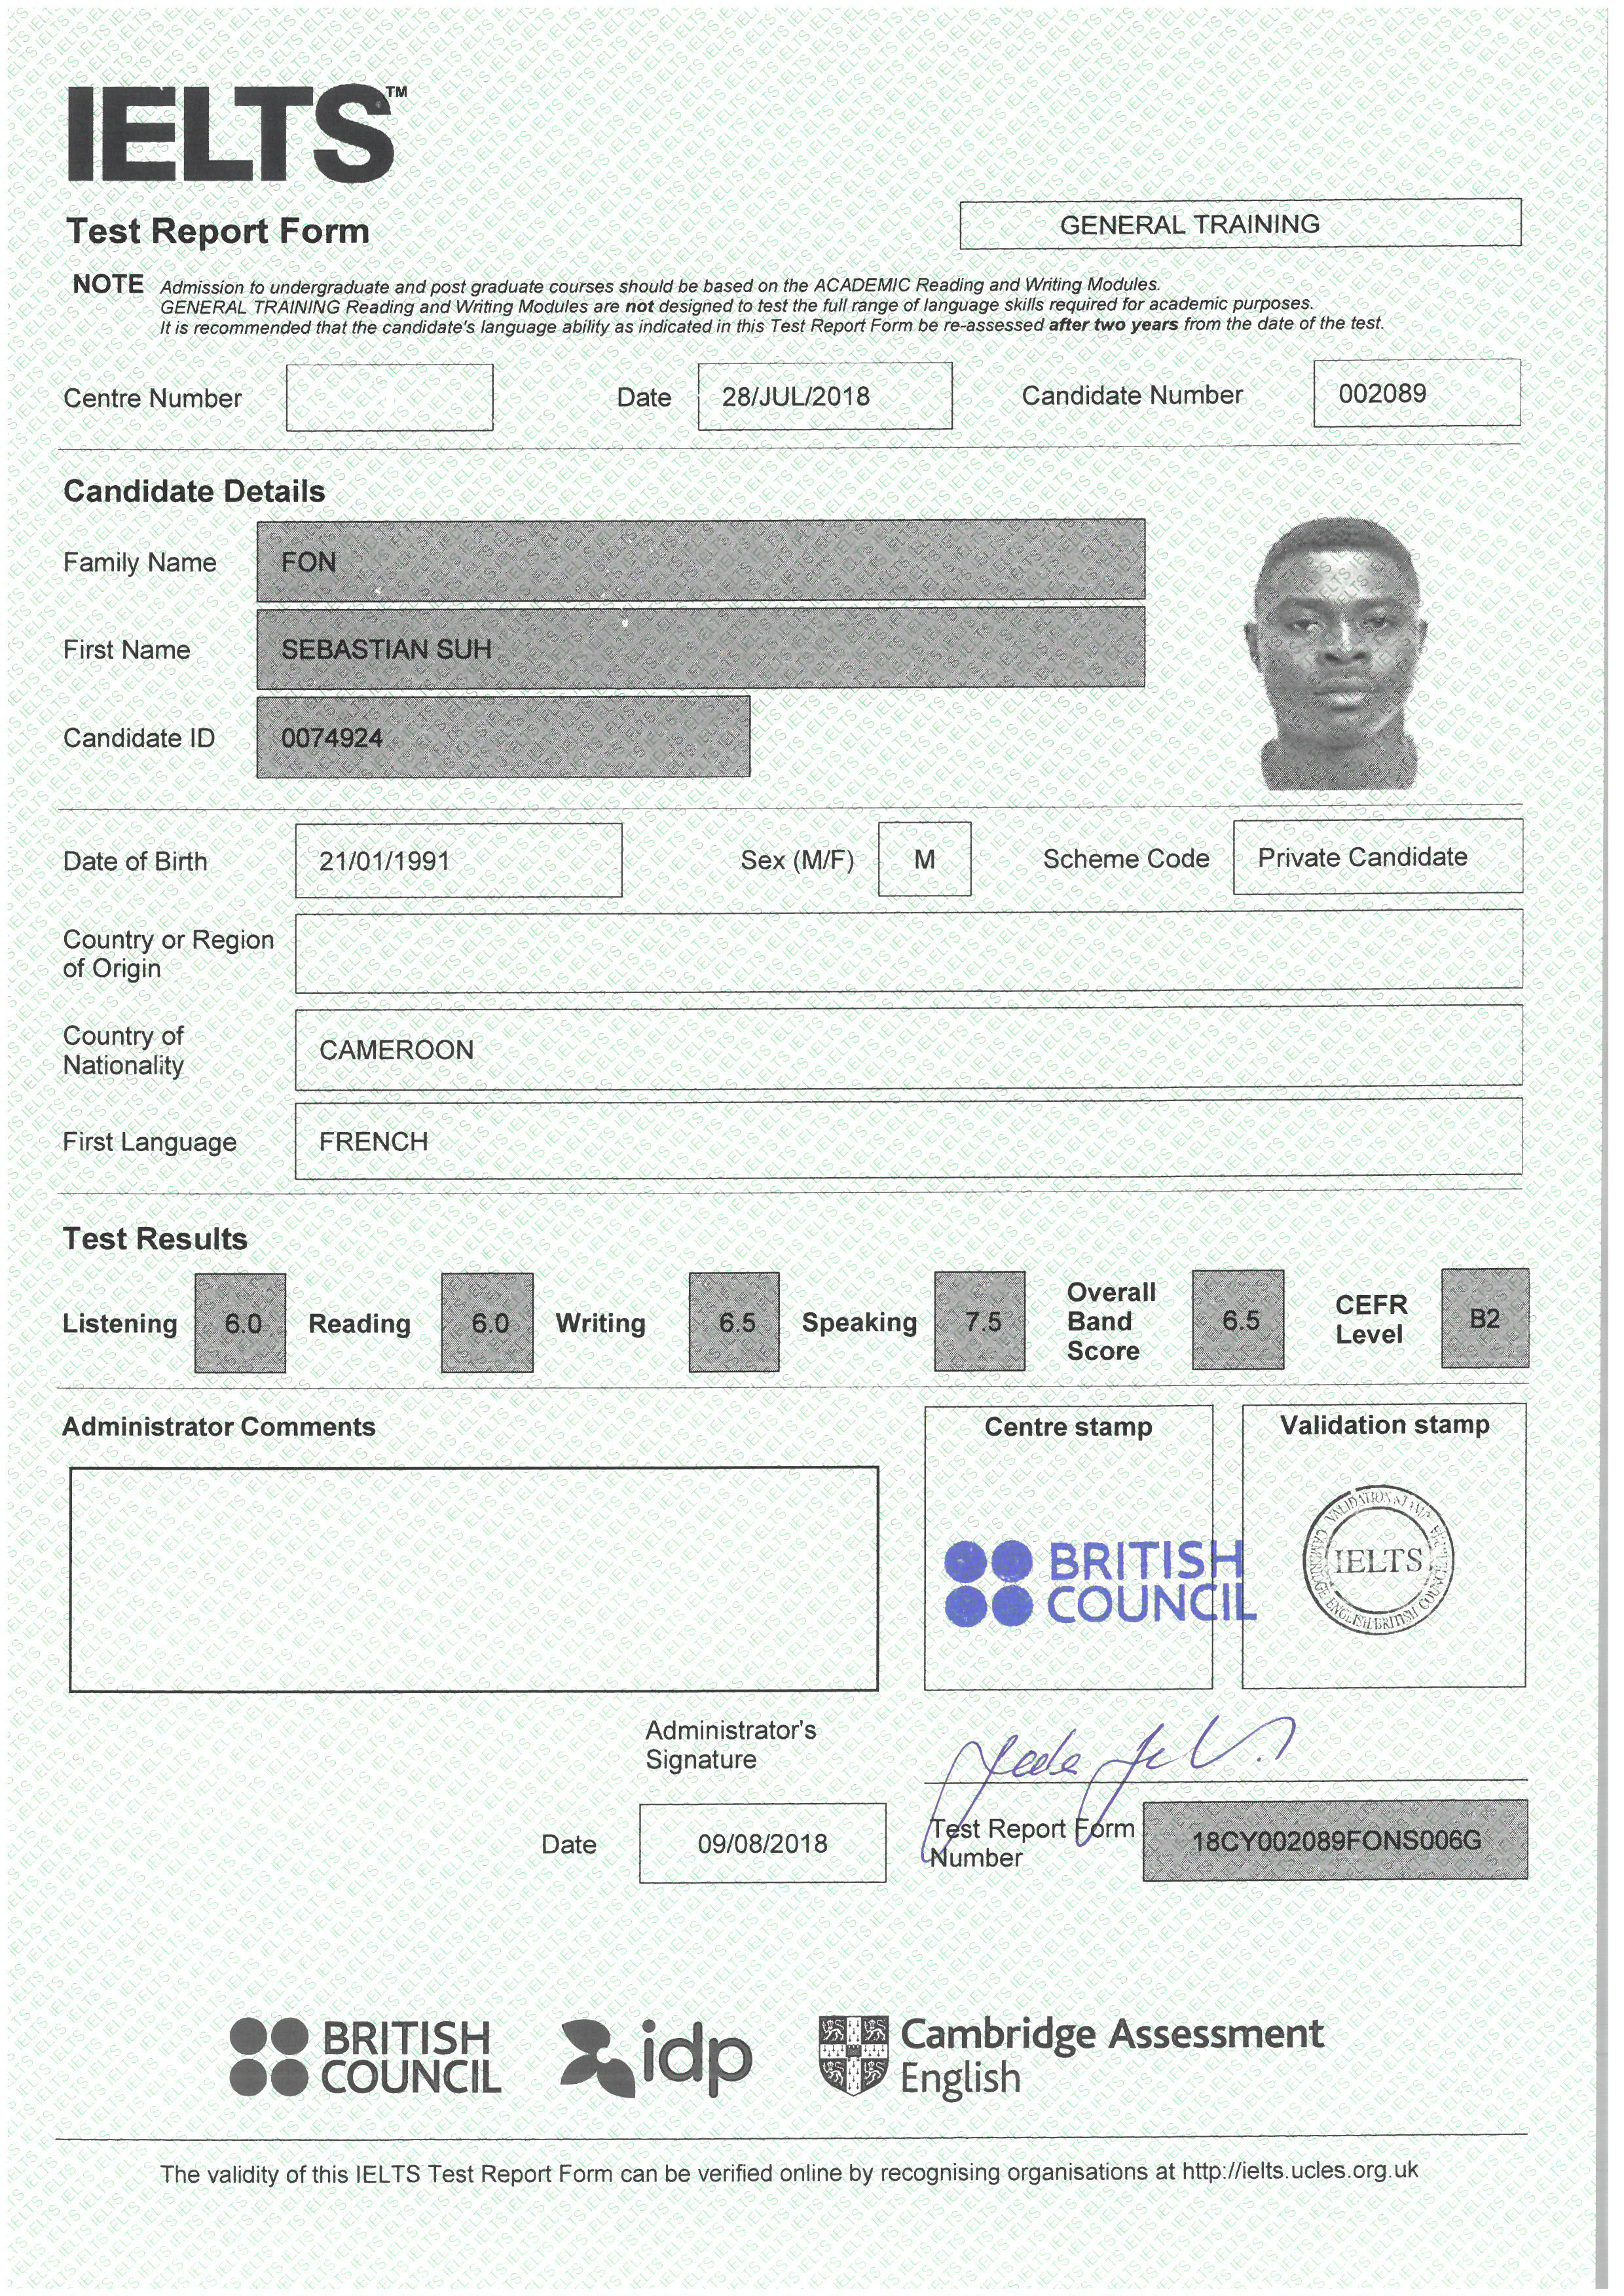 IELTS™
Test Report Form
GENERAL TRAINING
NOTE Admission to undergraduate and post graduate courses should be based on the ACADEMIC Reading and Writing Modules.
GENERAL TRAINING Reading and Writing Modules are not designed to test the full range of language skills required for academic purposes.
It is recommended that the candidate's language ability as indicated in this Test Report Form be re-assessed after two years from the date of the test.
Centre Number Date 28/JUL/2018 Candidate Number 002089
Candidate Details
Family Name FON
First Name SEBASTIAN SUH
Candidate ID 0074924
Date of Birth 21/01/1991 Sex (M/F) M Scheme Code Private Candidate
Country or Region
of Origin
Country of
Nationality CAMEROON
First Language FRENCH
Test Results
Listening 6.0 Reading 6.0 Writing 6.5 Speaking 7.5 Overall Band Score 6.5 CEFR Level B2
Administrator Comments
Centre stamp
Validation stamp
BRITISH
COUNCIL
VALIDATION STAMP
IELTS
CAMBRIDGE ENGLISH BRITISH COUNCIL
Administrator's
Signature
Date 09/08/2018
Test Report Form
Number 18CY002089FONS006G
BRITISH
COUNCIL
idp
Cambridge Assessment
English
The validity of this IELTS Test Report Form can be verified online by recognising organisations at http://ielts.ucles.org.uk